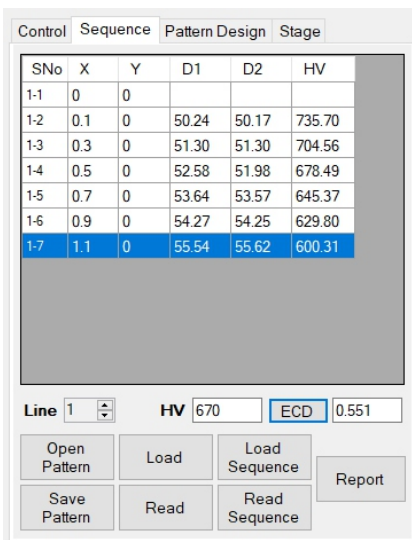 Control Sequence Pattern Design Stage
SNo X Y D1 D2 HV
1-1 0 0
1-2 0.1 0 50.24 50.17 735.70
1-3 0.3 0 51.30 51.30 704.56
1-4 0.5 0 52.58 51.98 678.49
1-5 0.7 0 53.64 53.57 645.37
1-6 0.9 0 54.27 54.25 629.80
1-7 1.1 0 55.54 55.62 600.31
Line 1 HV 670 ECD 0.551
Open
Pattern
Load
Load
Sequence
Report
Save
Pattern
Read
Read
Sequence